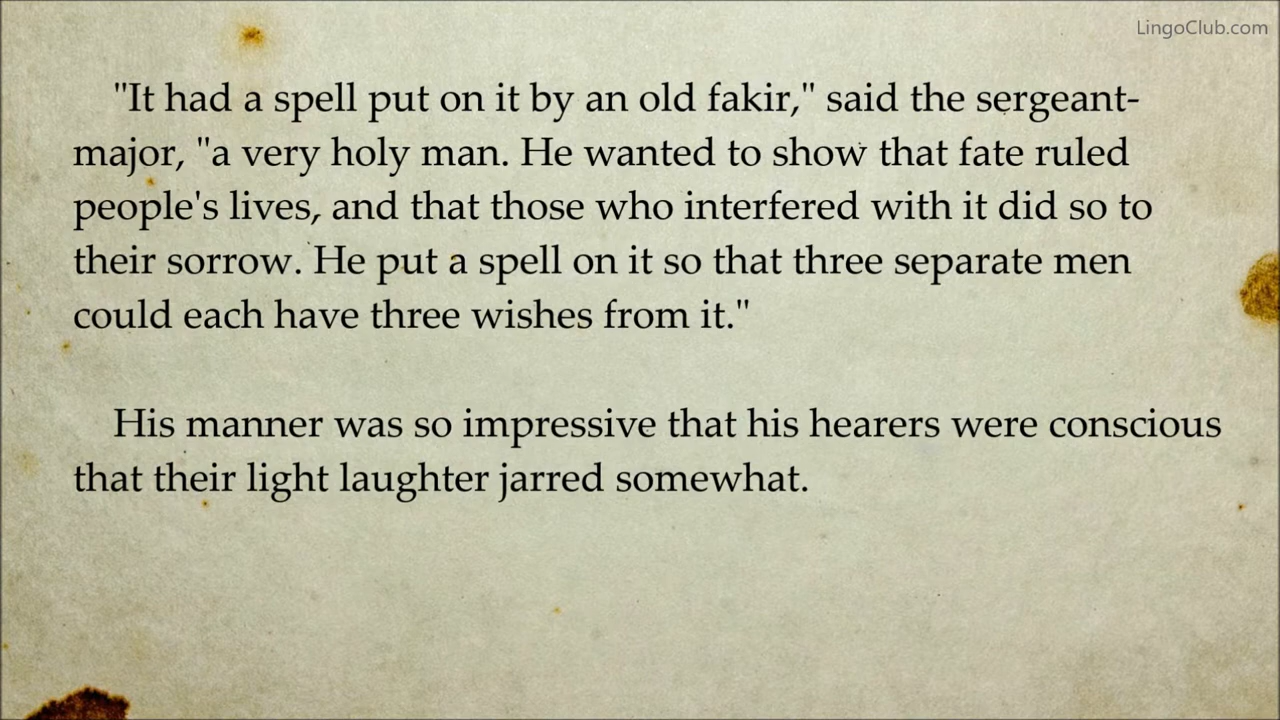 LingoClub.com
"It had a spell put on it by an old fakir," said the sergeant-
major, "a very holy man. He wanted to show that fate ruled
people's lives, and that those who interfered with it did so to
their sorrow. He put a spell on it so that three separate men
could each have three wishes from it."
His manner was so impressive that his hearers were conscious
that their light laughter jarred somewhat.